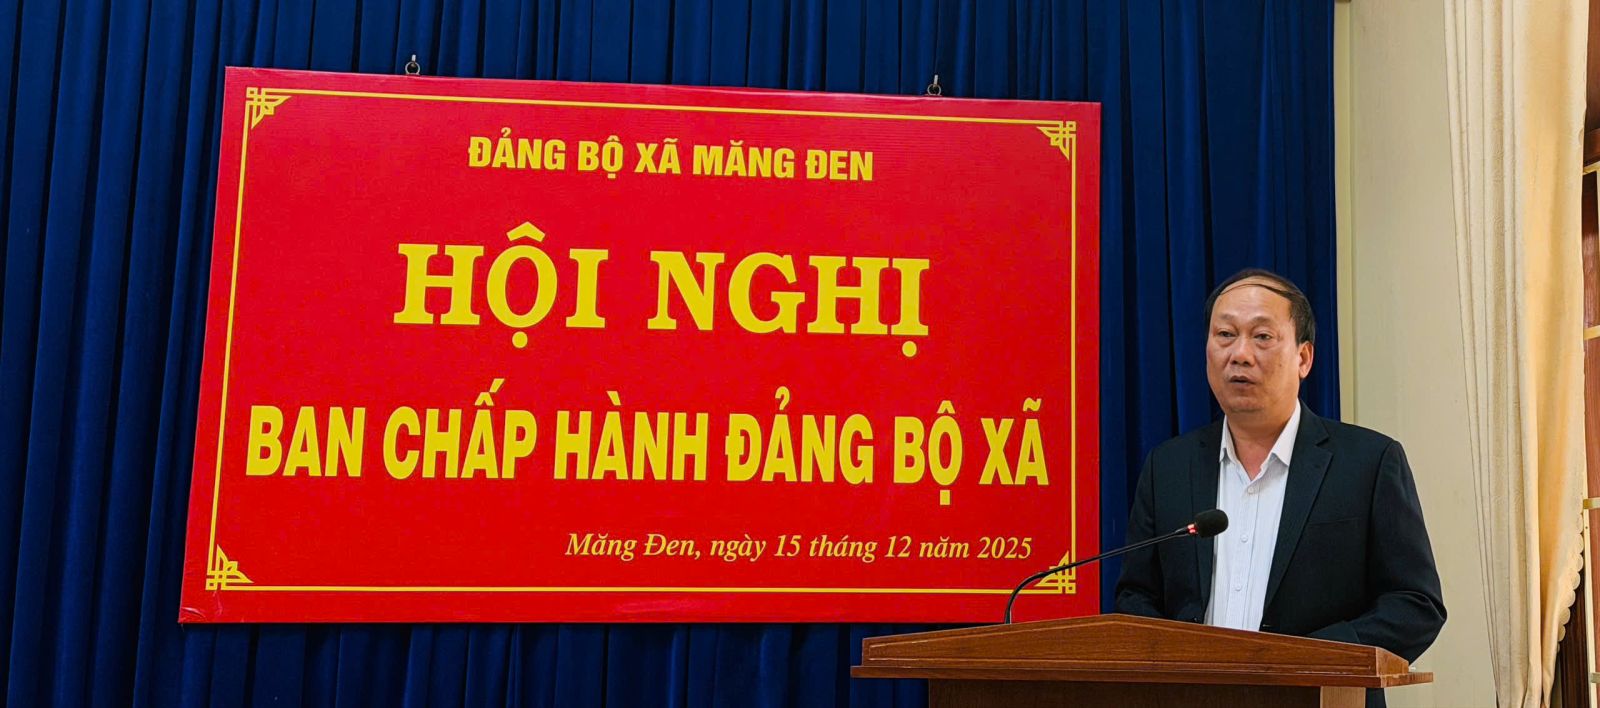 ĐẢNG BỘ XÃ MĂNG ĐEN
HỘI NGHỊ
BAN CHẤP HÀNH ĐẢNG BỘ XÃ
Măng Đen, ngày 15 tháng 12 năm 2025